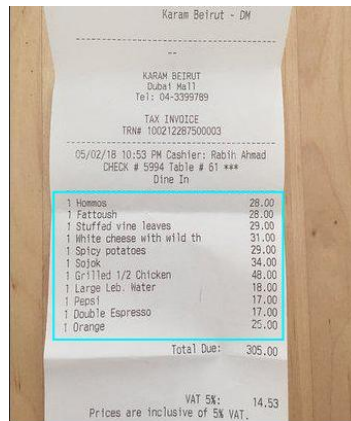 Karam Beirut - DM
--
KARAM BEIRUT
Dubai Mall
Tel: 04-3399789
TAX INVOICE
TRN# 100212287500003
05/02/18 10:53 PM Cashier: Rabih Ahmad
CHECK # 5994 Table # 61 ***
Dine In
1 Hommos 28.00
1 Fattoush 28.00
1 Stuffed vine leaves 29.00
1 White cheese with wild th 31.00
1 Spicy potatoes 29.00
1 Sojok 34.00
1 Grilled 1/2 Chicken 48.00
1 Large Leb. Water 18.00
1 Pepsi 17.00
1 Double Espresso 17.00
1 Orange 25.00
Total Due: 305.00
VAT 5%: 14.53
Prices are inclusive of 5% VAT.